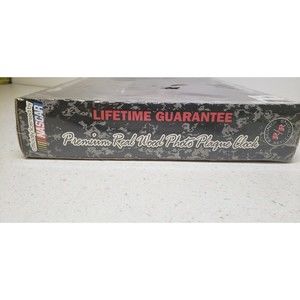 NASCAR
LIFETIME GUARANTEE
Premium Real Wood Photo Plaque Clock